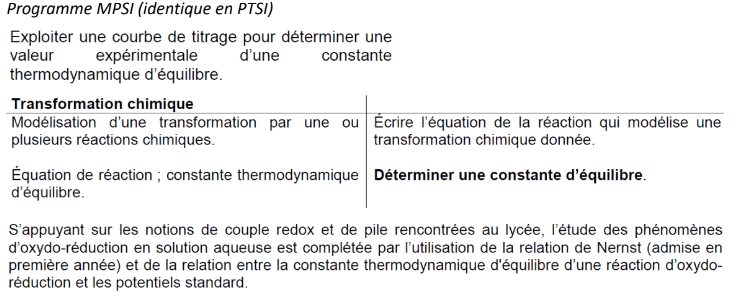 Programme MPSI (identique en PTSI)
Exploiter une courbe de titrage pour déterminer une
valeur expérimentale d'une constante
thermodynamique d'équilibre.
Transformation chimique
Modélisation d'une transformation par une ou
plusieurs réactions chimiques.
Écrire l'équation de la réaction qui modélise une
transformation chimique donnée.
Équation de réaction ; constante thermodynamique
d'équilibre.
Déterminer une constante d'équilibre.
S'appuyant sur les notions de couple redox et de pile rencontrées au lycée, l'étude des phénomènes
d'oxydo-réduction en solution aqueuse est complétée par l'utilisation de la relation de Nernst (admise en
première année) et de la relation entre la constante thermodynamique d'équilibre d'une réaction d'oxydo-
réduction et les potentiels standard.